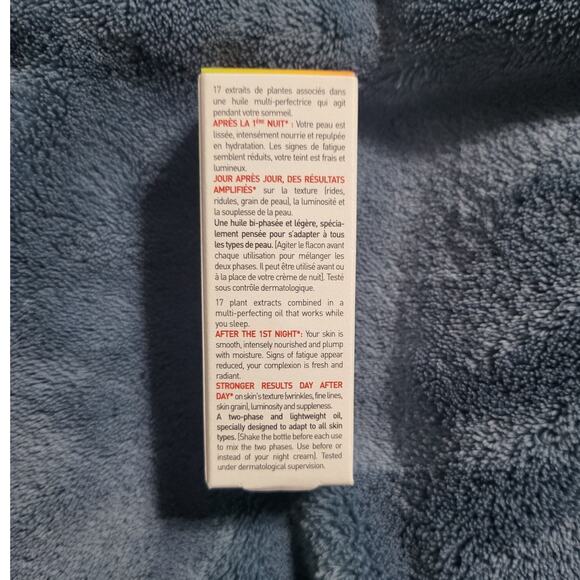 17 extraits de plantes associés dans
une huile multi-perfectrice qui agit
pendant votre sommeil.
APRÈS LA 1ÈRE NUIT* : Votre peau est
lissée, intensément nourrie et repulpée
en hydratation. Les signes de fatigue
semblent réduits, votre teint est frais et
lumineux.
JOUR APRÈS JOUR, DES RÉSULTATS
AMPLIFIÉS* sur la texture (rides,
ridules, grain de peau), la luminosité et
la souplesse de la peau.
Une huile bi-phasée et légère, spécia-
lement pensée pour s'adapter à tous
les types de peau. (Agiter le flacon avant
chaque utilisation pour mélanger les
deux phases. Il peut être utilisé avant ou
à la place de votre crème de nuit). Testé
sous contrôle dermatologique.
17 plant extracts combined in a
multi-perfecting oil that works while
you sleep.
AFTER THE 1ST NIGHT*: Your skin is
smooth, intensely nourished and plump
with moisture. Signs of fatigue appear
reduced, your complexion is fresh and
radiant.
STRONGER RESULTS DAY AFTER
DAY* on skin's texture (wrinkles, fine lines,
skin grain), luminosity and suppleness.
A two-phase and lightweight oil,
specially designed to adapt to all skin
types. (Shake the bottle before each use
to mix the two phases. Use before or
instead of your night cream). Tested
under dermatological supervision.